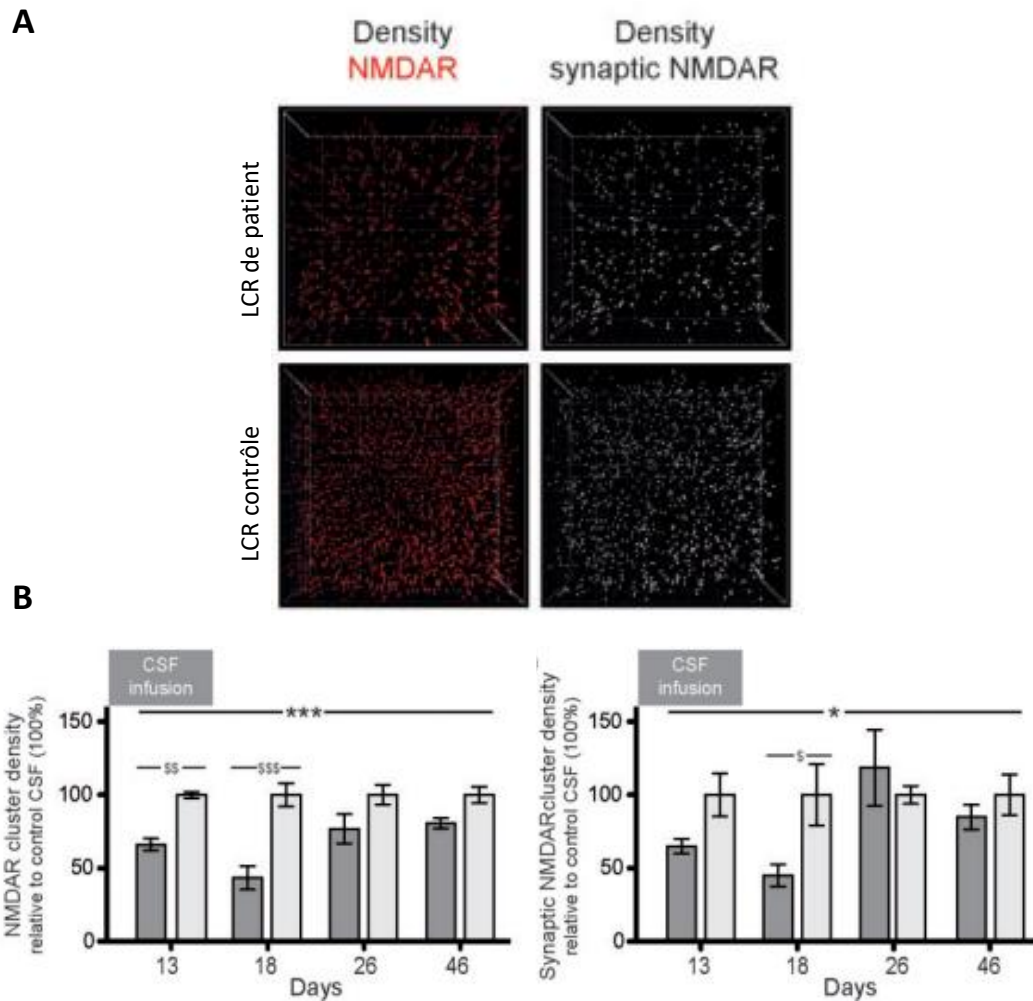 A
Density
NMDAR
Density
synaptic NMDAR
LCR de patient
LCR contrôle
B
CSF
infusion
NMDAR cluster density
relative to control CSF (100%)
150
100
50
0
***
$$
$$$
13 18 26 46
Days
CSF
infusion
Synaptic NMDARcluster density
relative to control CSF (100%)
150
100
50
0
*
$
13 18 26 46
Days